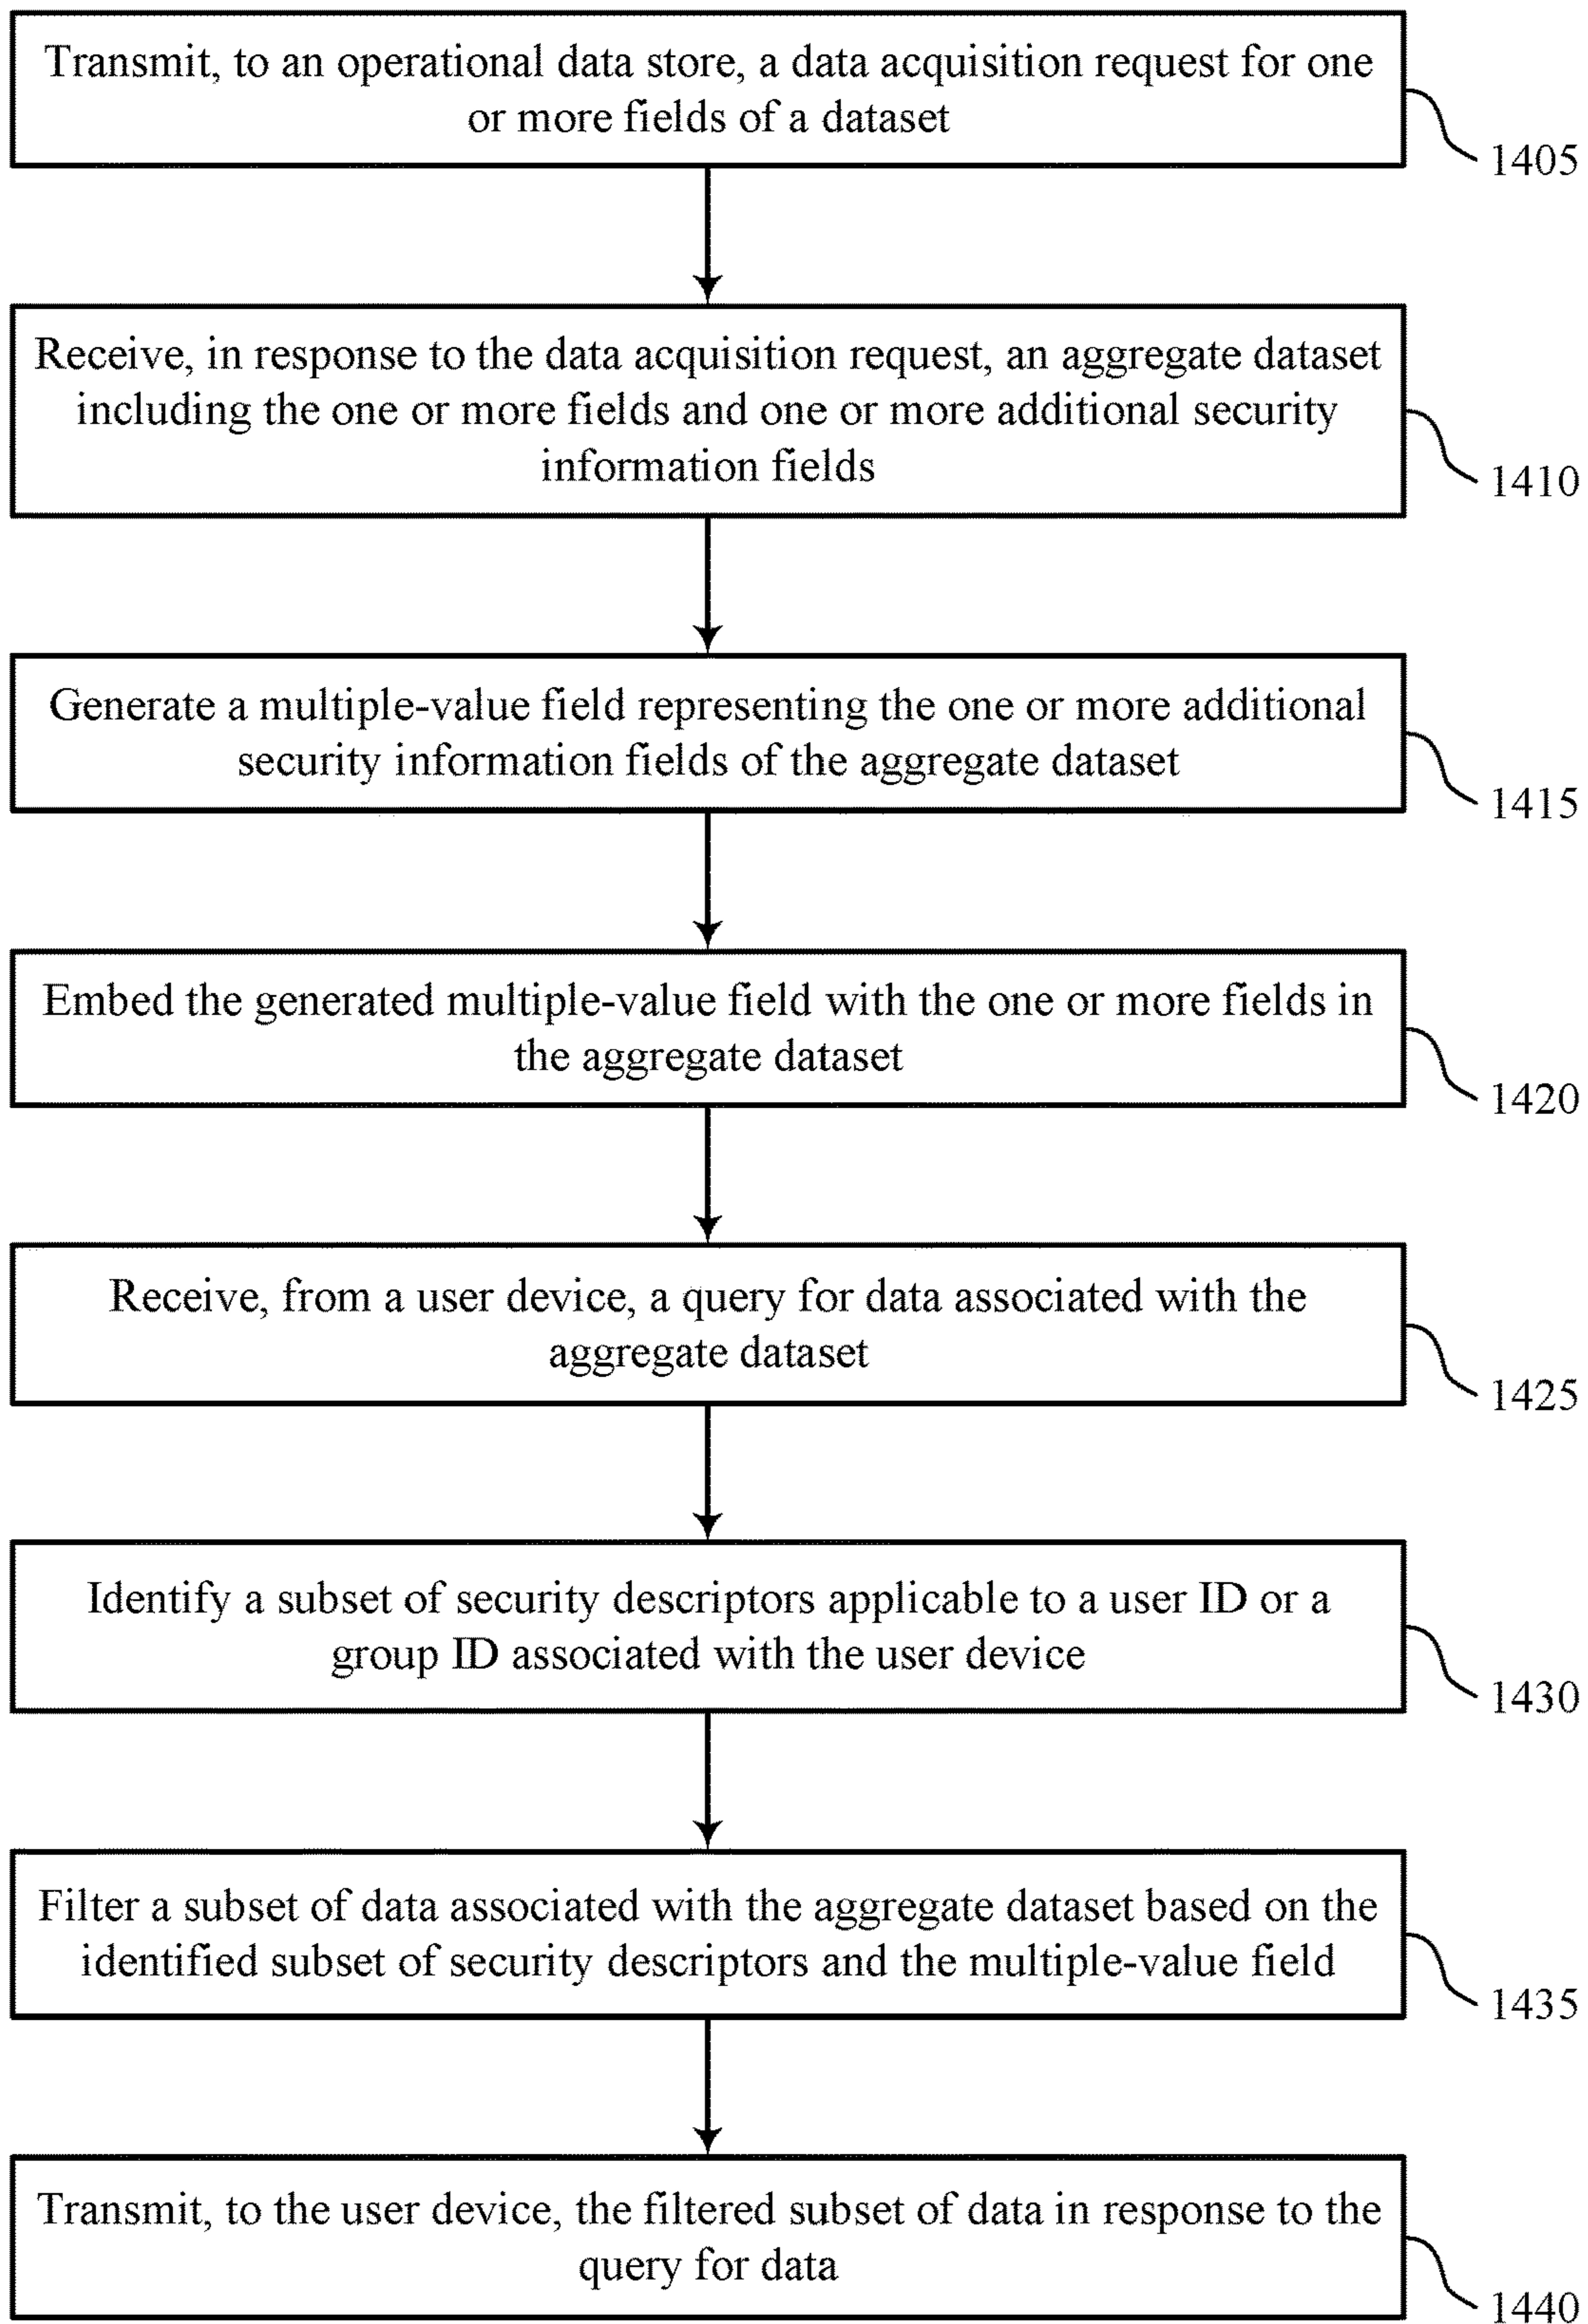 Transmit, to an operational data store, a data acquisition request for one
or more fields of a dataset
1405
Receive, in response to the data acquisition request, an aggregate dataset
including the one or more fields and one or more additional security
information fields
1410
Generate a multiple-value field representing the one or more additional
security information fields of the aggregate dataset
1415
Embed the generated multiple-value field with the one or more fields in
the aggregate dataset
1420
Receive, from a user device, a query for data associated with the
aggregate dataset
1425
Identify a subset of security descriptors applicable to a user ID or a
group ID associated with the user device
1430
Filter a subset of data associated with the aggregate dataset based on the
identified subset of security descriptors and the multiple-value field
1435
Transmit, to the user device, the filtered subset of data in response to the
query for data
1440